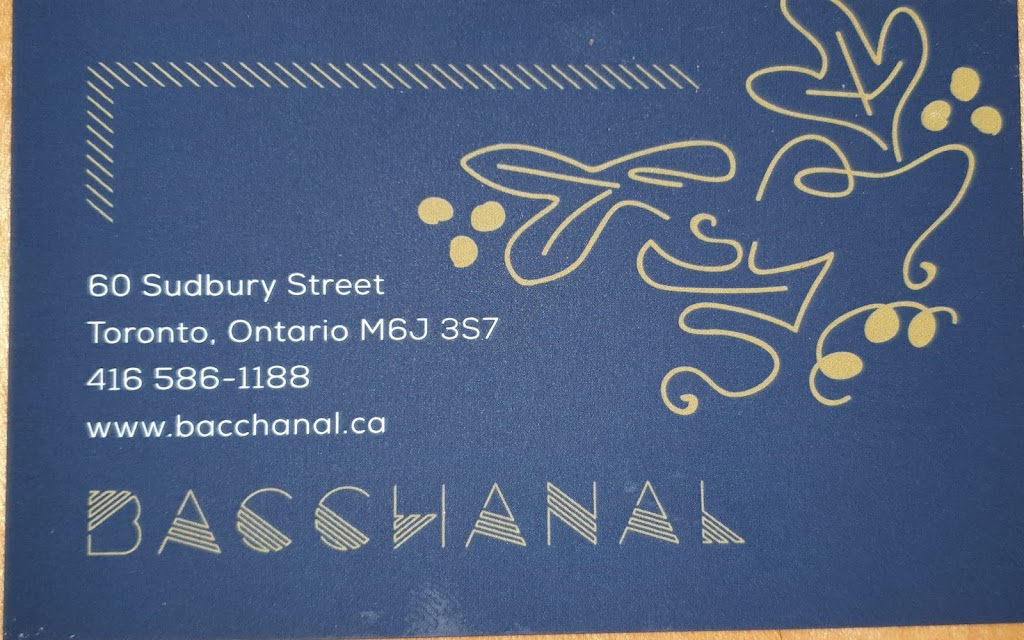 60 Sudbury Street
Toronto, Ontario M6J 3S7
416 586-1188
www.bacchanal.ca
BACCHANAL